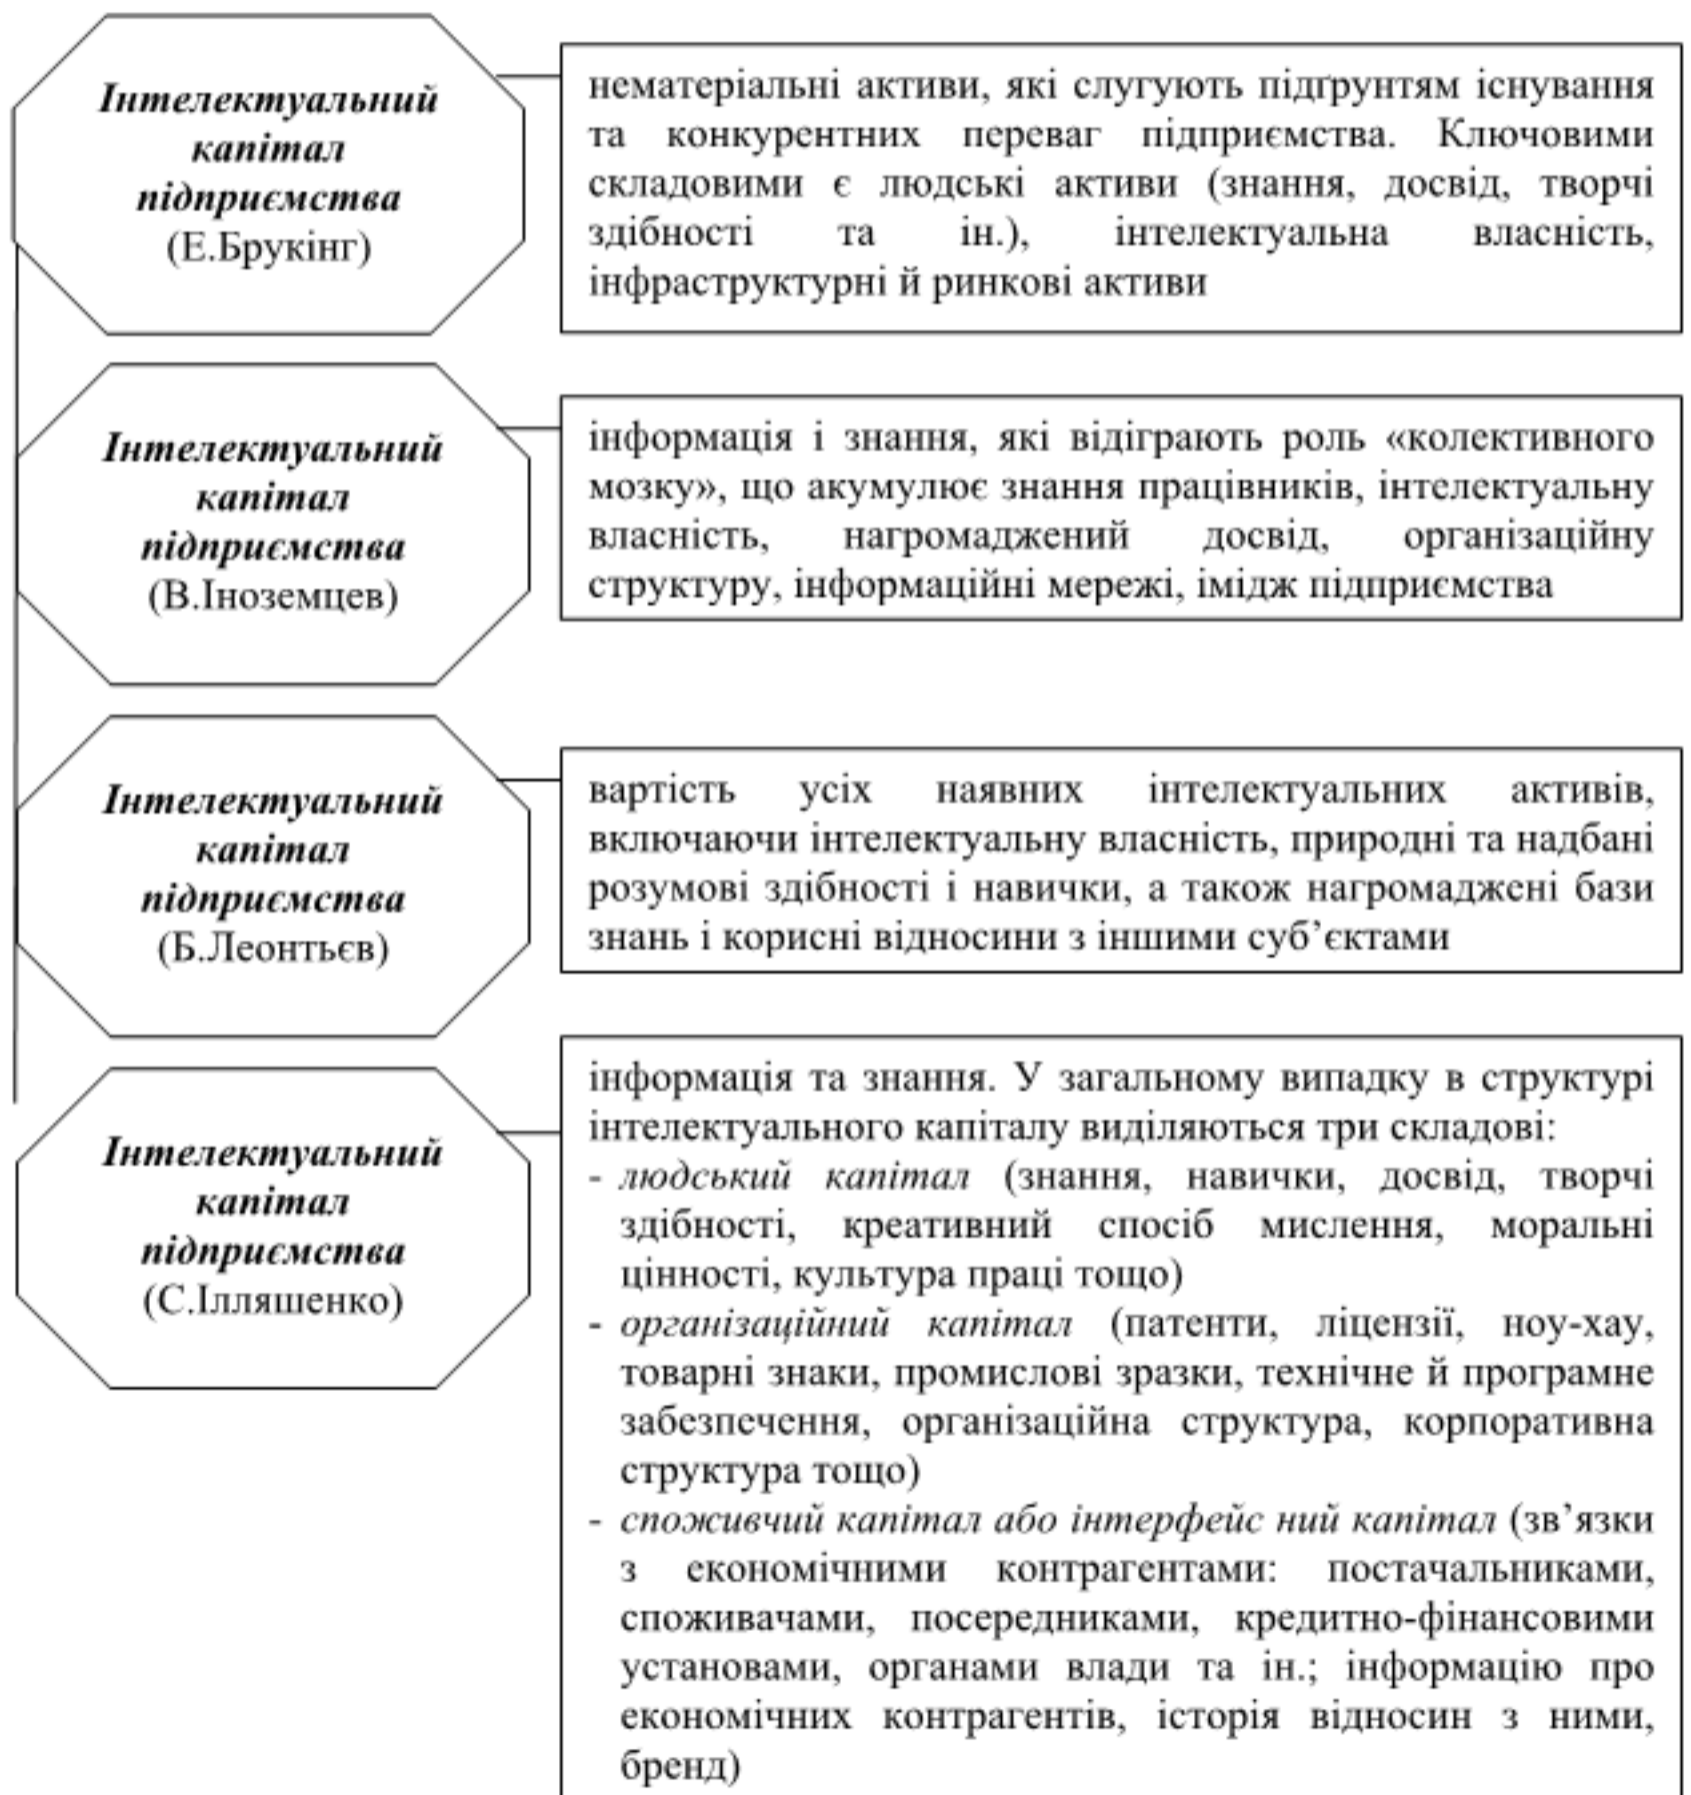 Інтелектуальний
капітал
підприємства
(Е.Брукінг)
нематеріальні активи, які слугують підґрунтям існування
та конкурентних переваг підприємства. Ключовими
складовими є людські активи (знання, досвід, творчі
здібності та ін.), інтелектуальна власність,
інфраструктурні й ринкові активи
Інтелектуальний
капітал
підприємства
(В.Іноземцев)
інформація і знання, які відіграють роль «колективного
мозку», що акумулює знання працівників, інтелектуальну
власність, нагромаджений досвід, організаційну
структуру, інформаційні мережі, імідж підприємства
Інтелектуальний
капітал
підприємства
(Б.Леонтьєв)
вартість усіх наявних інтелектуальних активів,
включаючи інтелектуальну власність, природні та надбані
розумові здібності і навички, а також нагромаджені бази
знань і корисні відносини з іншими суб’єктами
Інтелектуальний
капітал
підприємства
(С.Ілляшенко)
інформація та знання. У загальному випадку в структурі
інтелектуального капіталу виділяються три складові:
- людський капітал (знання, навички, досвід, творчі
здібності, креативний спосіб мислення, моральні
цінності, культура праці тощо)
- організаційний капітал (патенти, ліцензії, ноу-хау,
товарні знаки, промислові зразки, технічне й програмне
забезпечення, організаційна структура, корпоративна
структура тощо)
- споживчий капітал або інтерфейс ний капітал (зв’язки
з економічними контрагентами: постачальниками,
споживачами, посередниками, кредитно-фінансовими
установами, органами влади та ін.; інформацію про
економічних контрагентів, історія відносин з ними,
бренд)